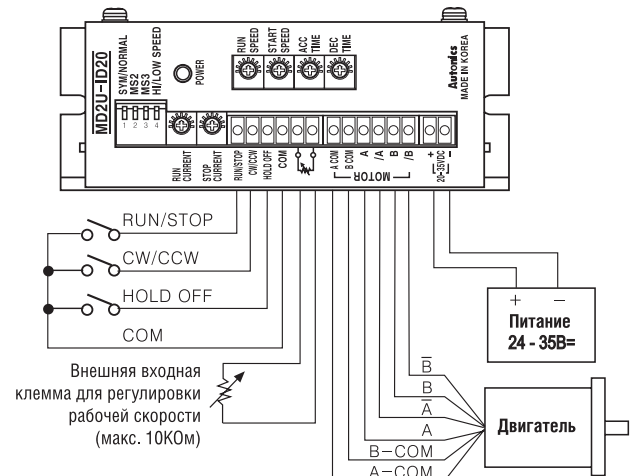 MD2U-ID20
SYM/NORMAL
MS2
MS3
HI/LOW SPEED
1 2 3 4
POWER
RUN SPEED
START SPEED
ACC TIME
DEC TIME
Autonics
MADE IN KOREA
RUN CURRENT
STOP CURRENT
RUN/STOP
CW/CCW
HOLD OFF
COM
A COM
B COM
A
/A
B
/B
MOTOR
+
-
20-35VDC
RUN/STOP
CW/CCW
HOLD OFF
COM
Внешняя входная
клемма для регулировки
рабочей скорости
(макс. 10КОм)
+ −
Питание
24 - 35В=
B̅
B
A̅
A
B-COM
A-COM
Двигатель